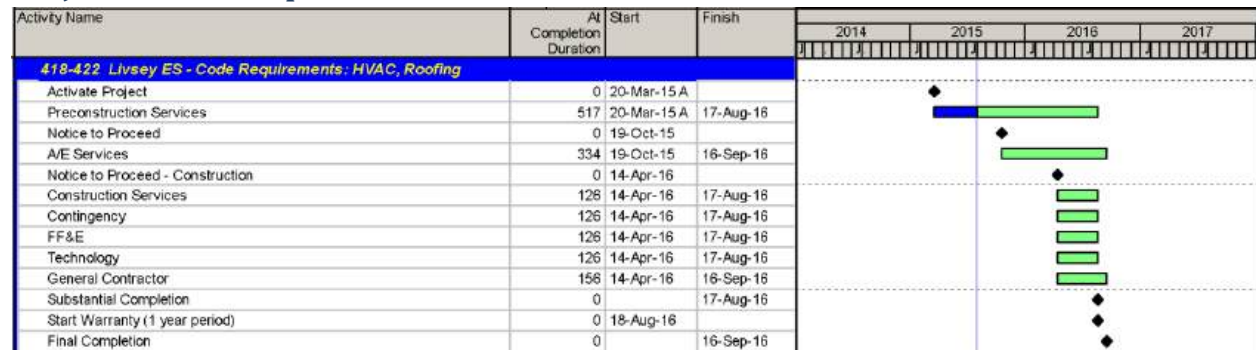 Activity Name At Completion Duration Start Finish
2014 2015 2016 2017
418-422 Livsey ES - Code Requirements: HVAC, Roofing
Activate Project 0 20-Mar-15 A
Preconstruction Services 517 20-Mar-15 A 17-Aug-16
Notice to Proceed 0 19-Oct-15
A/E Services 334 19-Oct-15 16-Sep-16
Notice to Proceed - Construction 0 14-Apr-16
Construction Services 126 14-Apr-16 17-Aug-16
Contingency 126 14-Apr-16 17-Aug-16
FF&E 126 14-Apr-16 17-Aug-16
Technology 126 14-Apr-16 17-Aug-16
General Contractor 156 14-Apr-16 16-Sep-16
Substantial Completion 0 17-Aug-16
Start Warranty (1 year period) 0 18-Aug-16
Final Completion 0 16-Sep-16